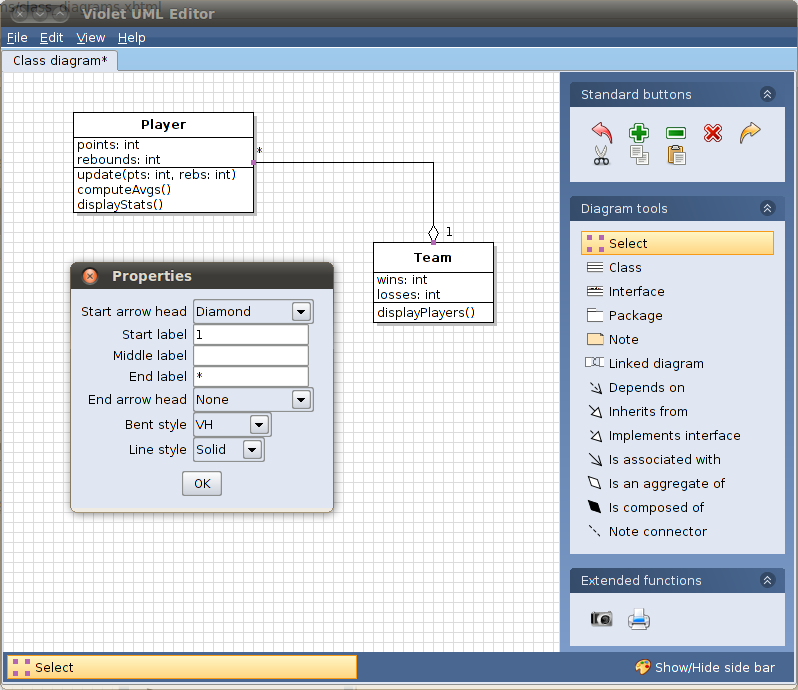 ns/class_diagrams.xhtml
Violet UML Editor
File Edit View Help
Class diagram*
Player
points: int
rebounds: int
update(pts: int, rebs: int)
computeAvgs()
displayStats()
*
1
Team
wins: int
losses: int
displayPlayers()
Properties
Start arrow head Diamond
Start label 1
Middle label
End label *
End arrow head None
Bent style VH
Line style Solid
OK
Standard buttons
Diagram tools
Select
Class
Interface
Package
Note
Linked diagram
Depends on
Inherits from
Implements interface
Is associated with
Is an aggregate of
Is composed of
Note connector
Extended functions
Select
Show/Hide side bar